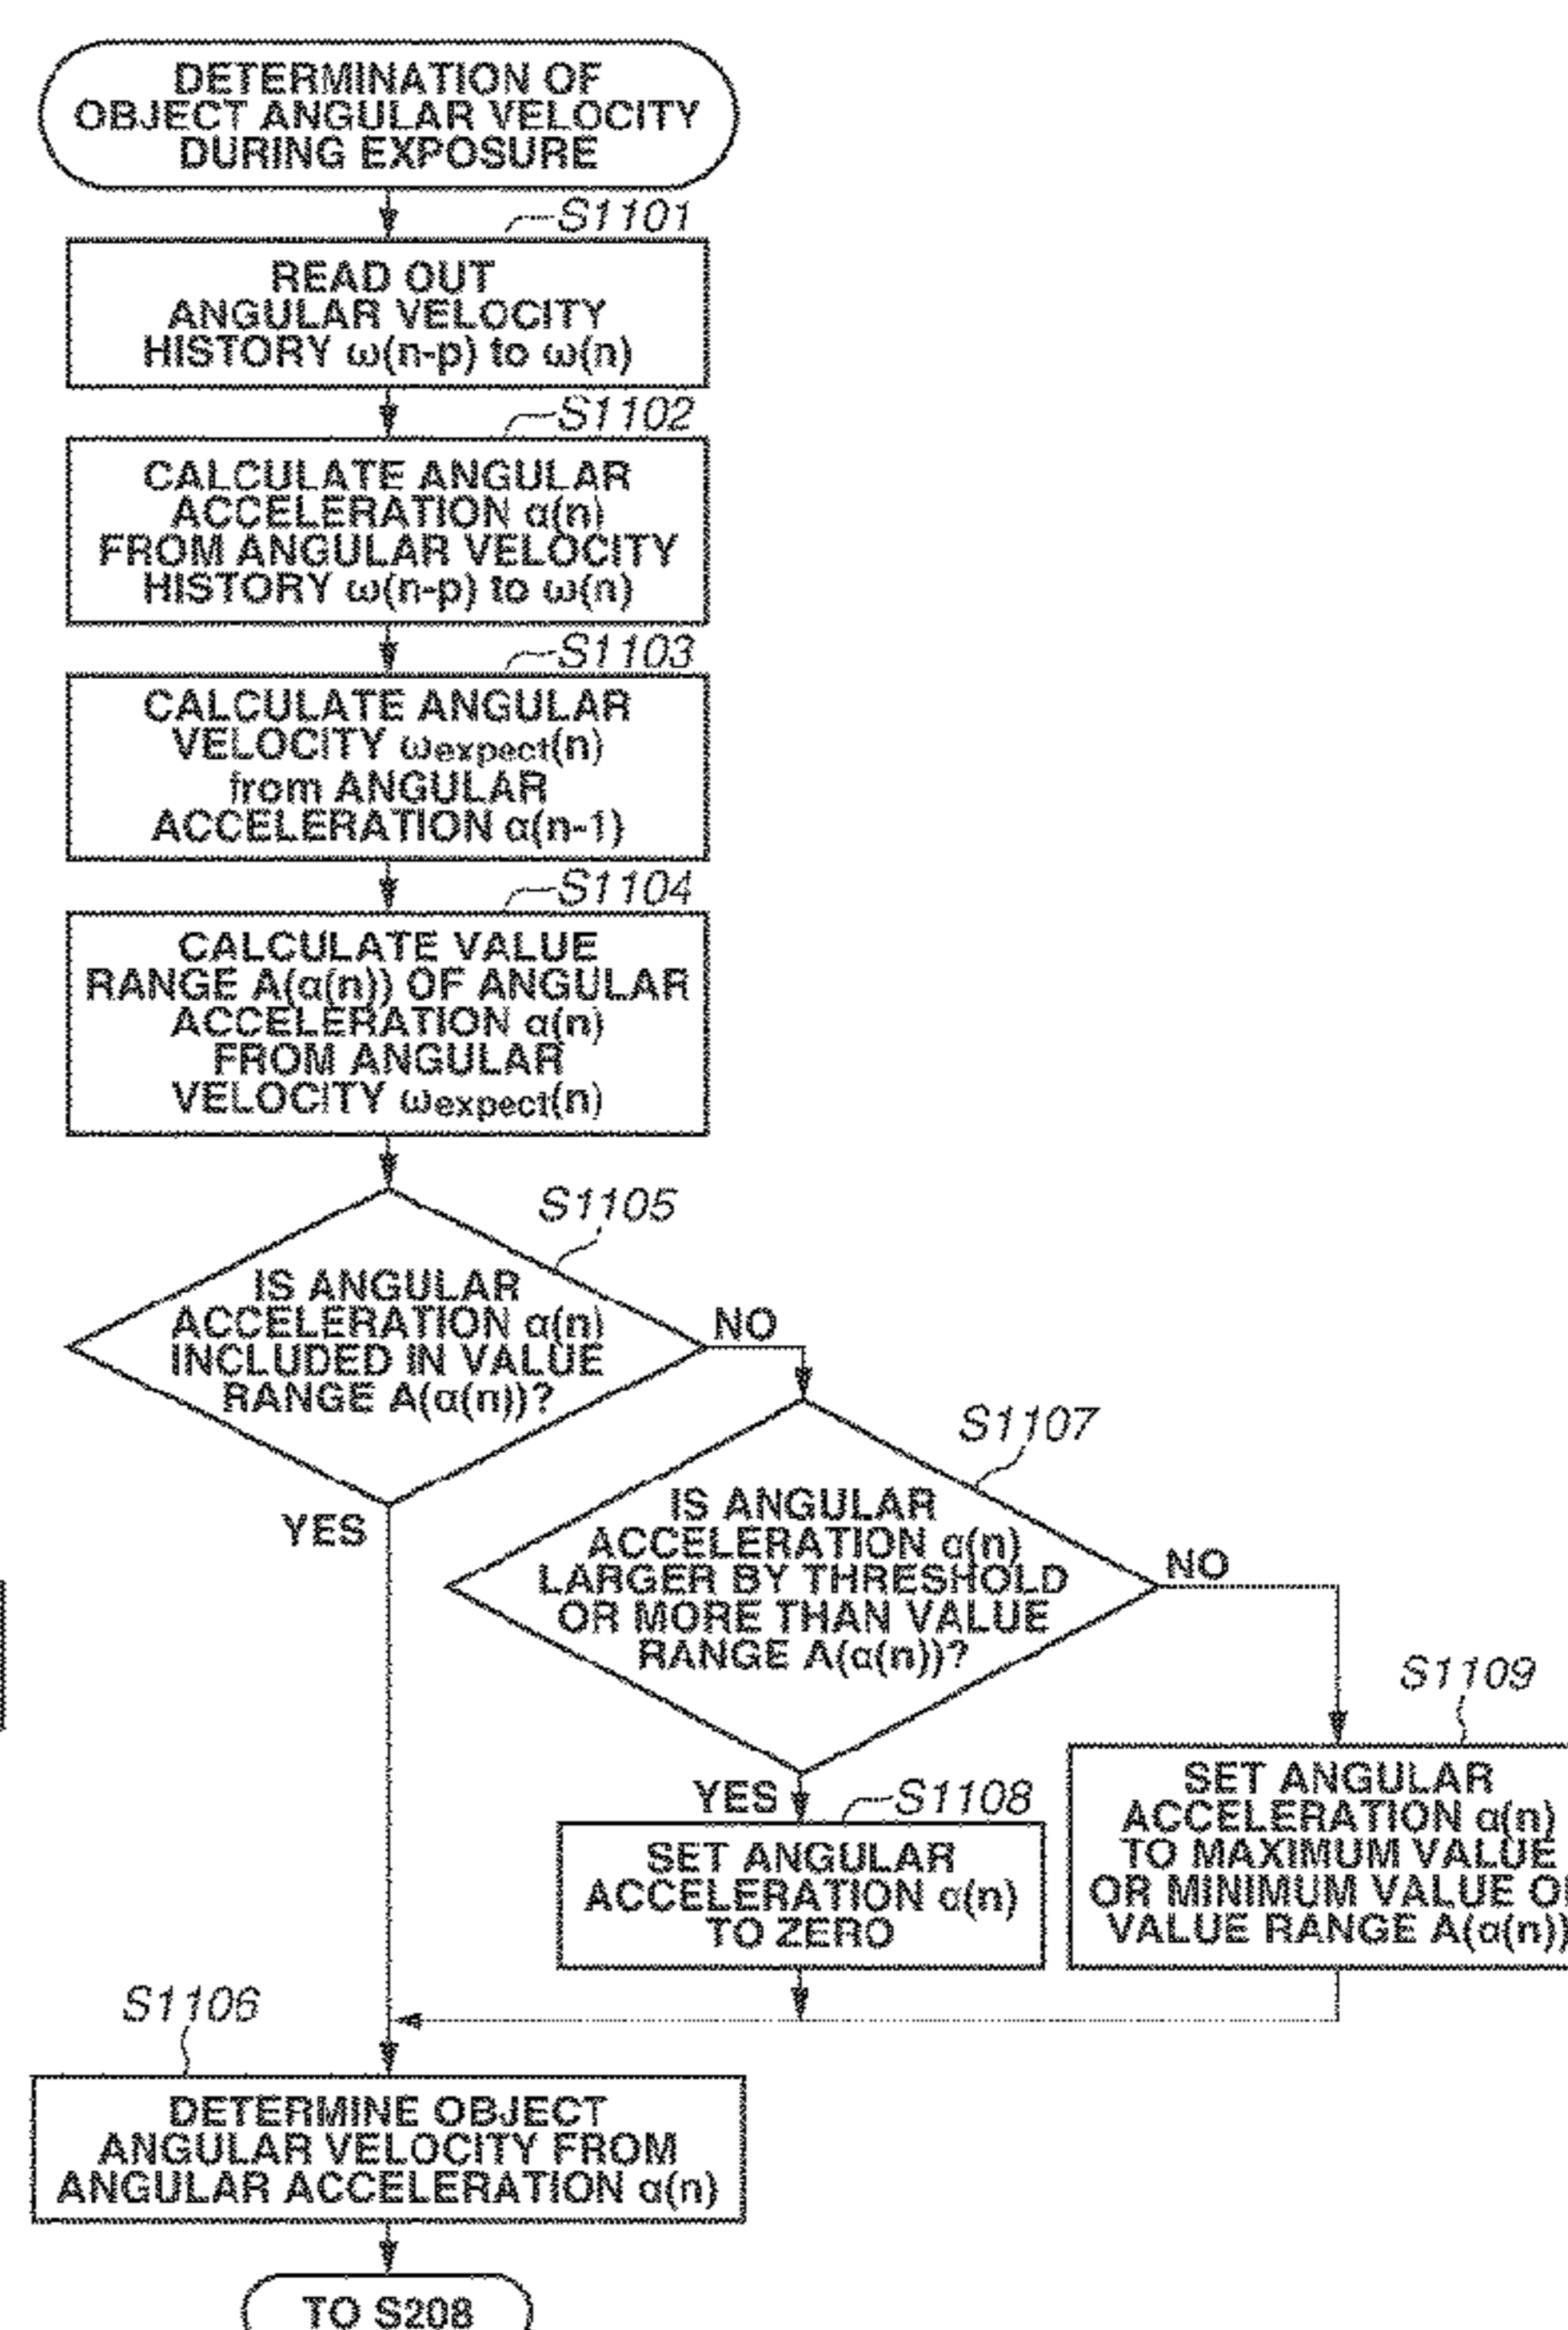 DETERMINATION OF
OBJECT ANGULAR VELOCITY
DURING EXPOSURE
S1101
READ OUT
ANGULAR VELOCITY
HISTORY ω(n-p) to ω(n)
S1102
CALCULATE ANGULAR
ACCELERATION α(n)
FROM ANGULAR VELOCITY
HISTORY ω(n-p) to ω(n)
S1103
CALCULATE ANGULAR
VELOCITY ωexpect(n)
from ANGULAR
ACCELERATION α(n-1)
S1104
CALCULATE VALUE
RANGE A(α(n)) OF ANGULAR
ACCELERATION α(n)
FROM ANGULAR
VELOCITY ωexpect(n)
S1105
IS ANGULAR
ACCELERATION α(n)
INCLUDED IN VALUE
RANGE A(α(n))?
NO
YES
S1107
IS ANGULAR
ACCELERATION α(n)
LARGER BY THRESHOLD
OR MORE THAN VALUE
RANGE A(α(n))?
NO
YES
S1108
SET ANGULAR
ACCELERATION α(n)
TO ZERO
S1109
SET ANGULAR
ACCELERATION α(n)
TO MAXIMUM VALUE
OR MINIMUM VALUE OF
VALUE RANGE A(α(n))
S1106
DETERMINE OBJECT
ANGULAR VELOCITY FROM
ANGULAR ACCELERATION α(n)
TO S208